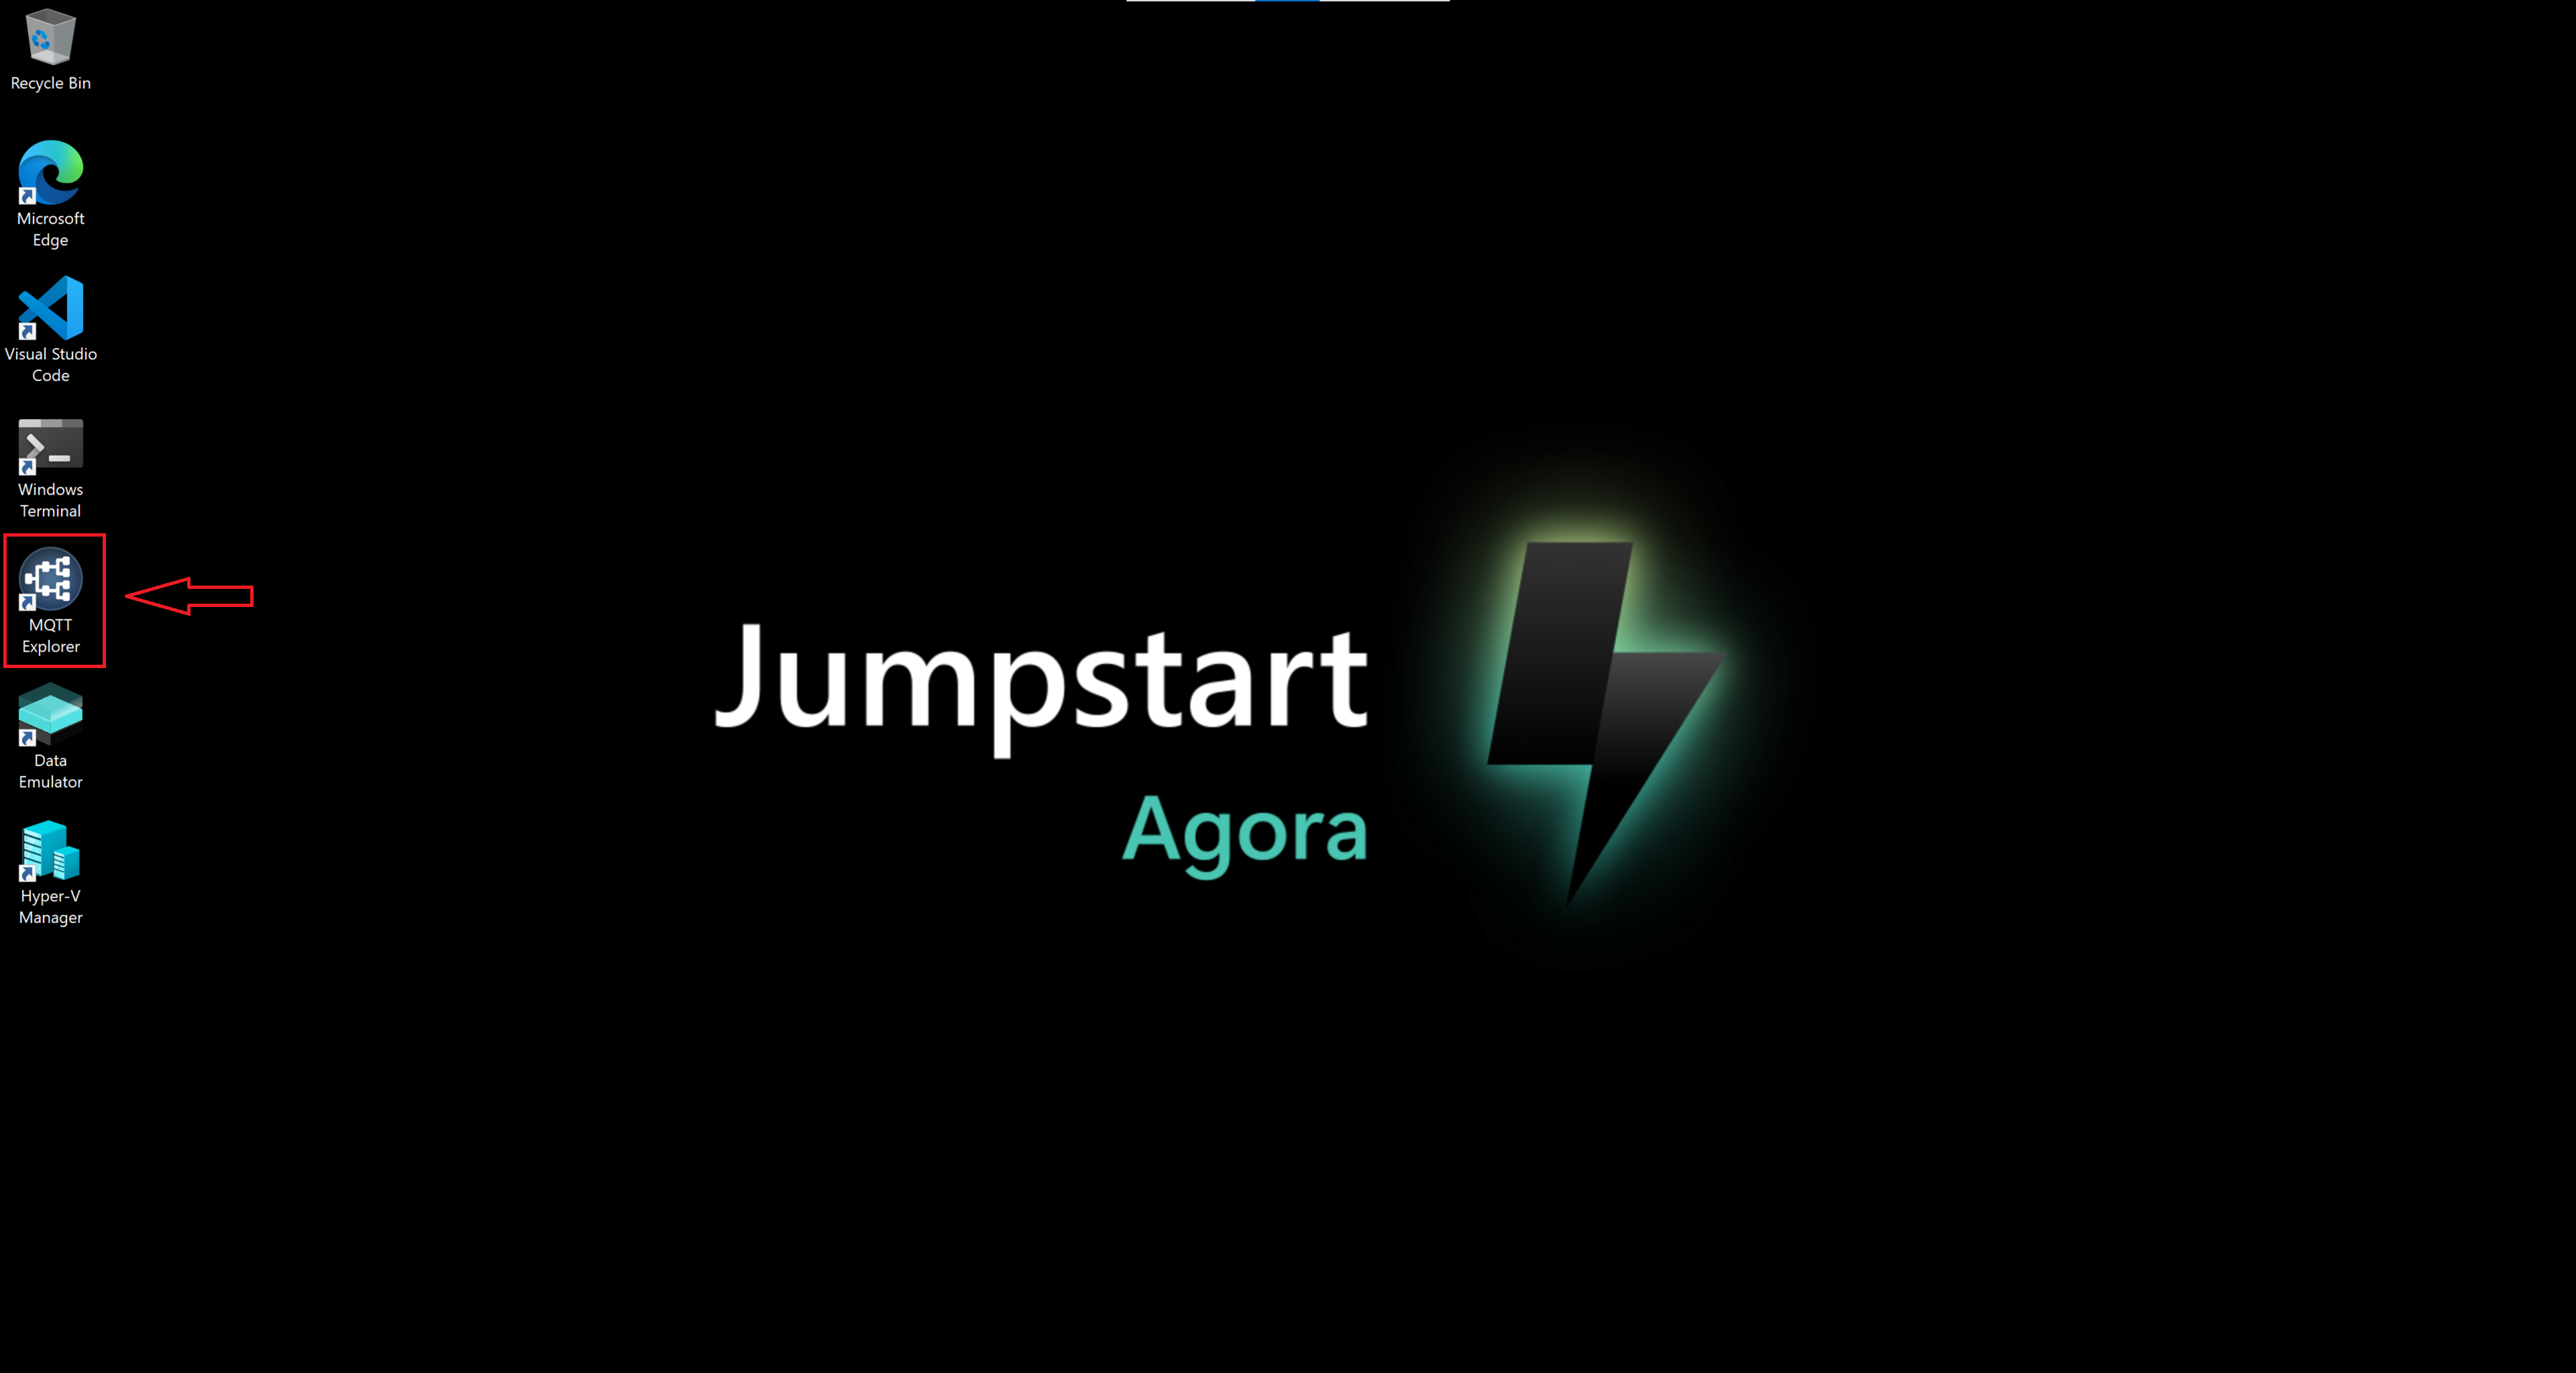 Recycle Bin
Microsoft
Edge
Visual Studio
Code
Windows
Terminal
MQTT
Explorer
Data
Emulator
Hyper-V
Manager
Jumpstart
Agora